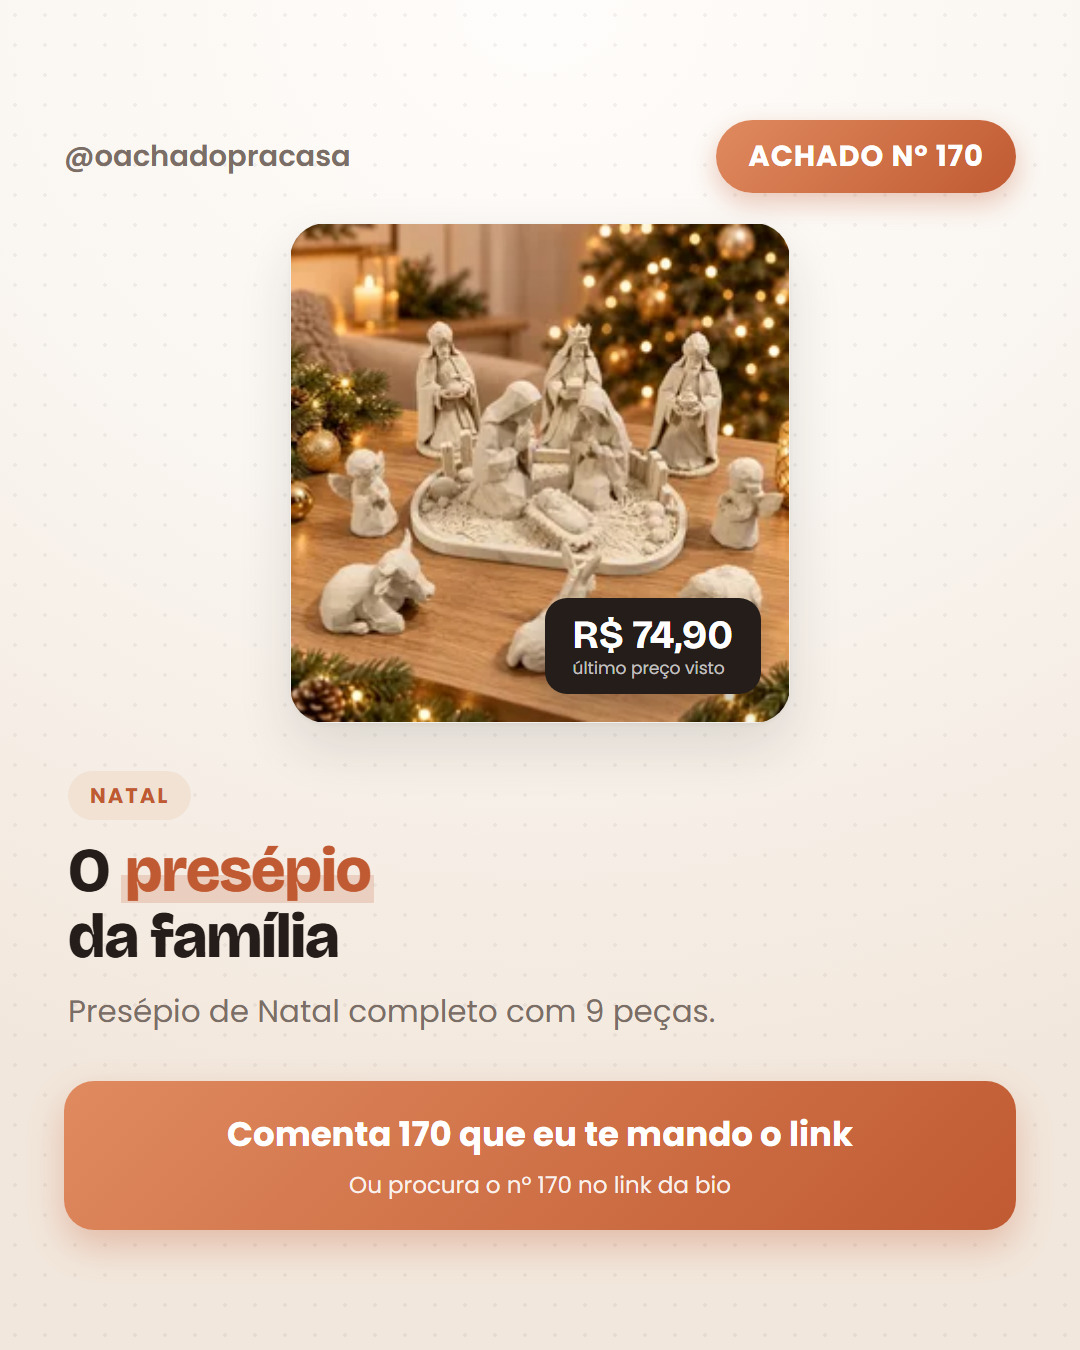 @oachadopracasa
ACHADO Nº 170
R$ 74,90
último preço visto
NATAL
O presépio
da família
Presépio de Natal completo com 9 peças.
Comenta 170 que eu te mando o link
Ou procura o nº 170 no link da bio